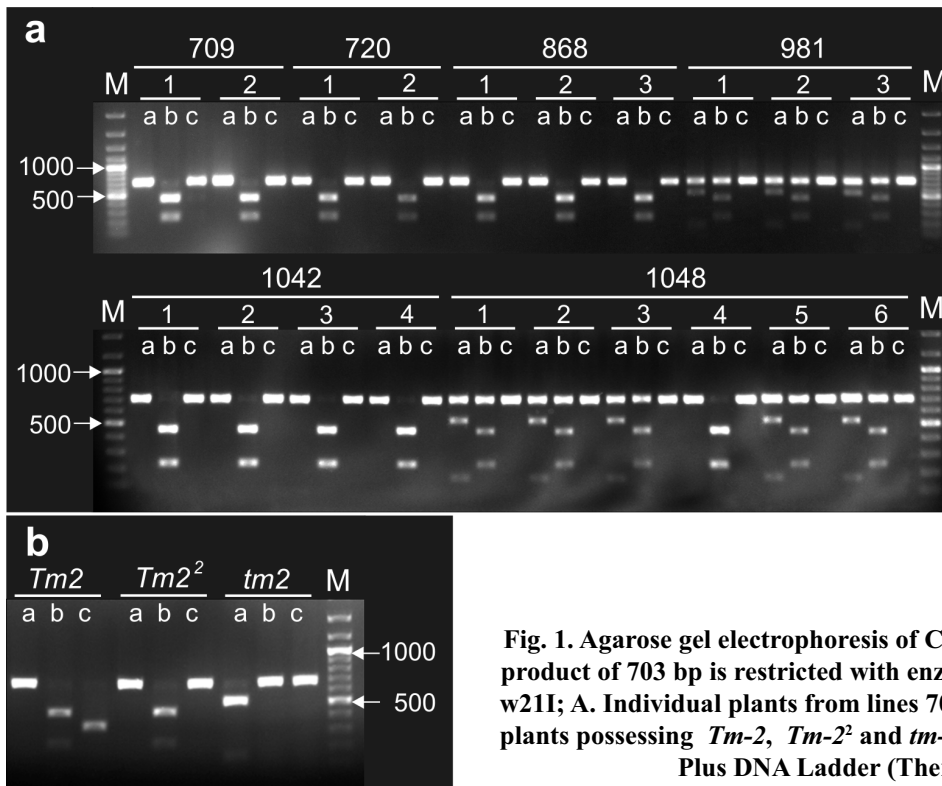 a
709 720 868 981
M 1 2 1 2 1 2 3 1 2 3 M
a b c a b c a b c a b c a b c a b c a b c a b c a b c a b c
1000
500
1042 1048
M 1 2 3 4 1 2 3 4 5 6 M
a b c a b c a b c a b c a b c a b c a b c a b c a b c a b c
1000
500
b
Tm2 Tm2² tm2 M
a b c a b c a b c
1000
500
Fig. 1. Agarose gel electrophoresis of C
product of 703 bp is restricted with enz
w21I; A. Individual plants from lines 70
plants possessing Tm-2, Tm-2² and tm-
Plus DNA Ladder (Ther